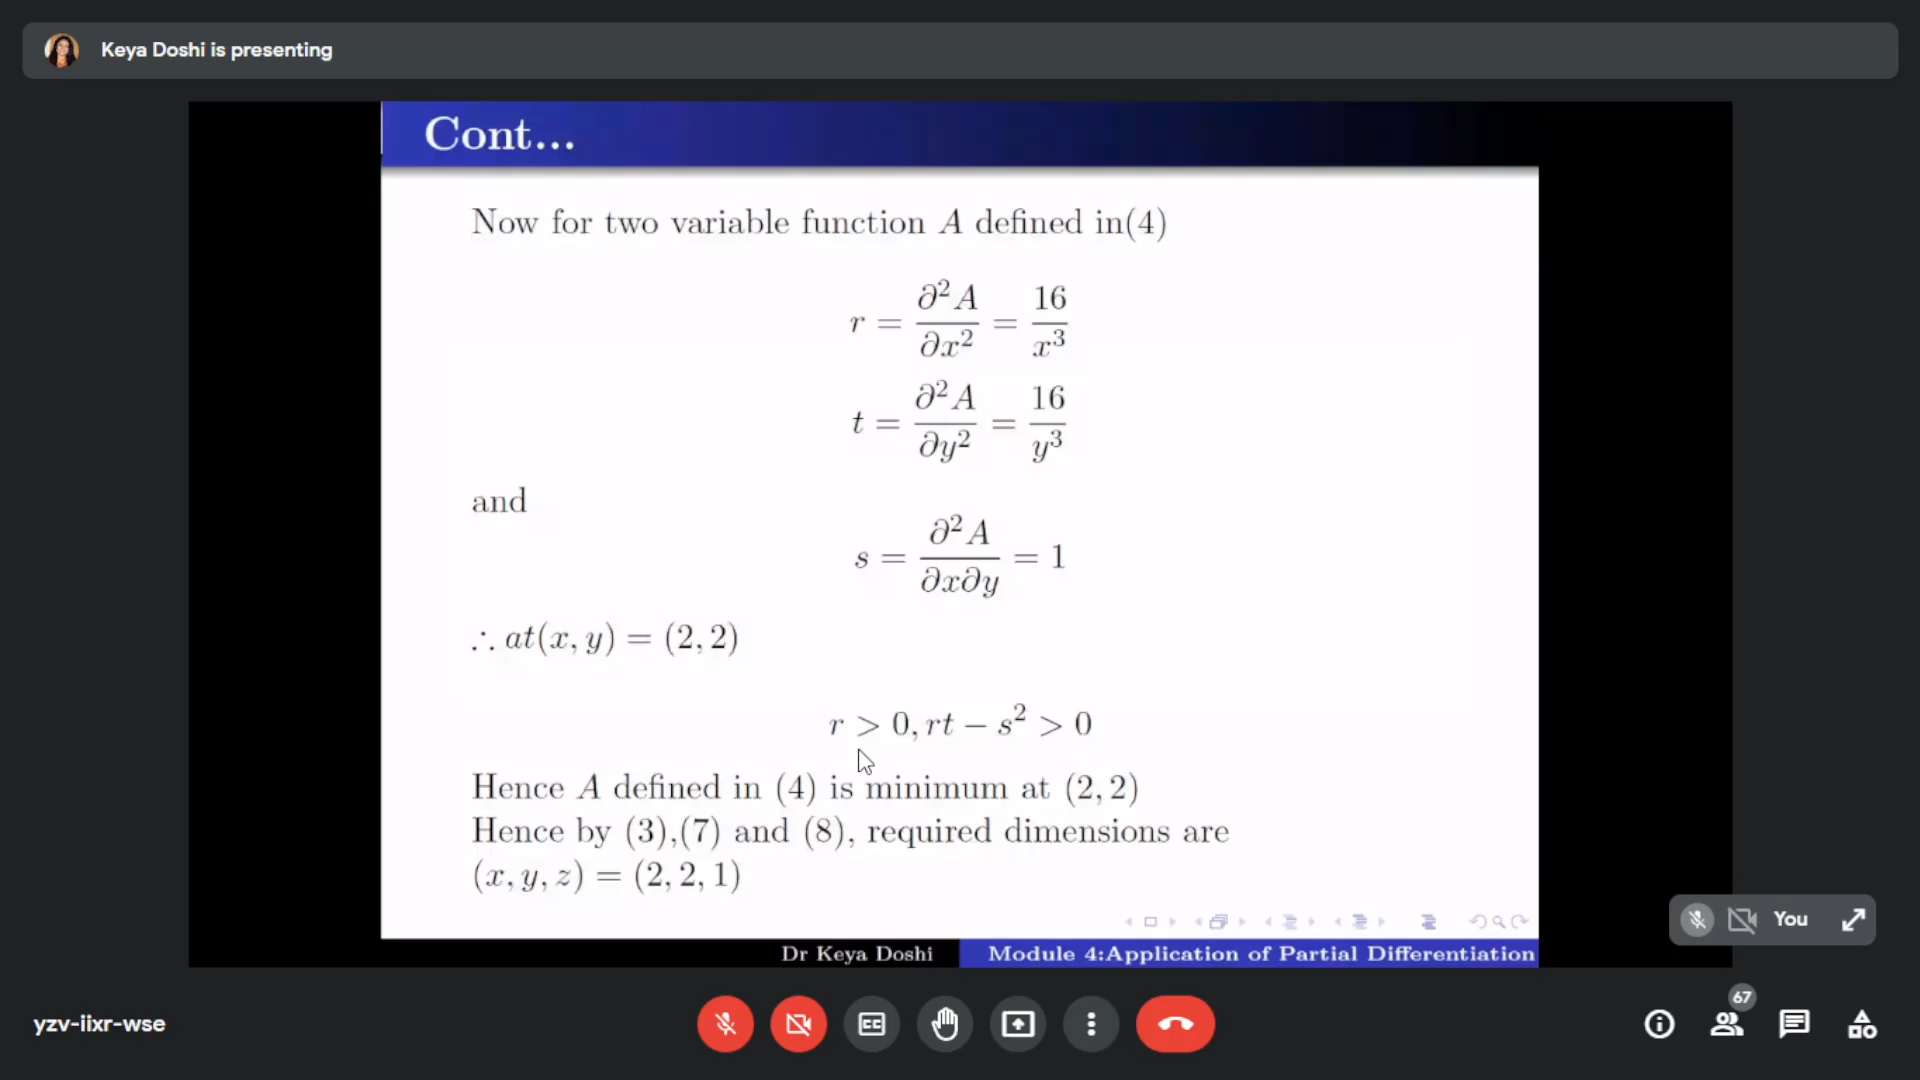 Keya Doshi is presenting
Cont...
Now for two variable function A defined in(4)
r = ∂²A/∂x² = 16/x³
t = ∂²A/∂y² = 16/y³
and
s = ∂²A/∂x∂y = 1
∴ at(x, y) = (2, 2)
r > 0, rt − s² > 0
Hence A defined in (4) is minimum at (2, 2)
Hence by (3),(7) and (8), required dimensions are
(x, y, z) = (2, 2, 1)
You
Dr Keya Doshi
Module 4:Application of Partial Differentiation
yzv-iixr-wse
CC
67